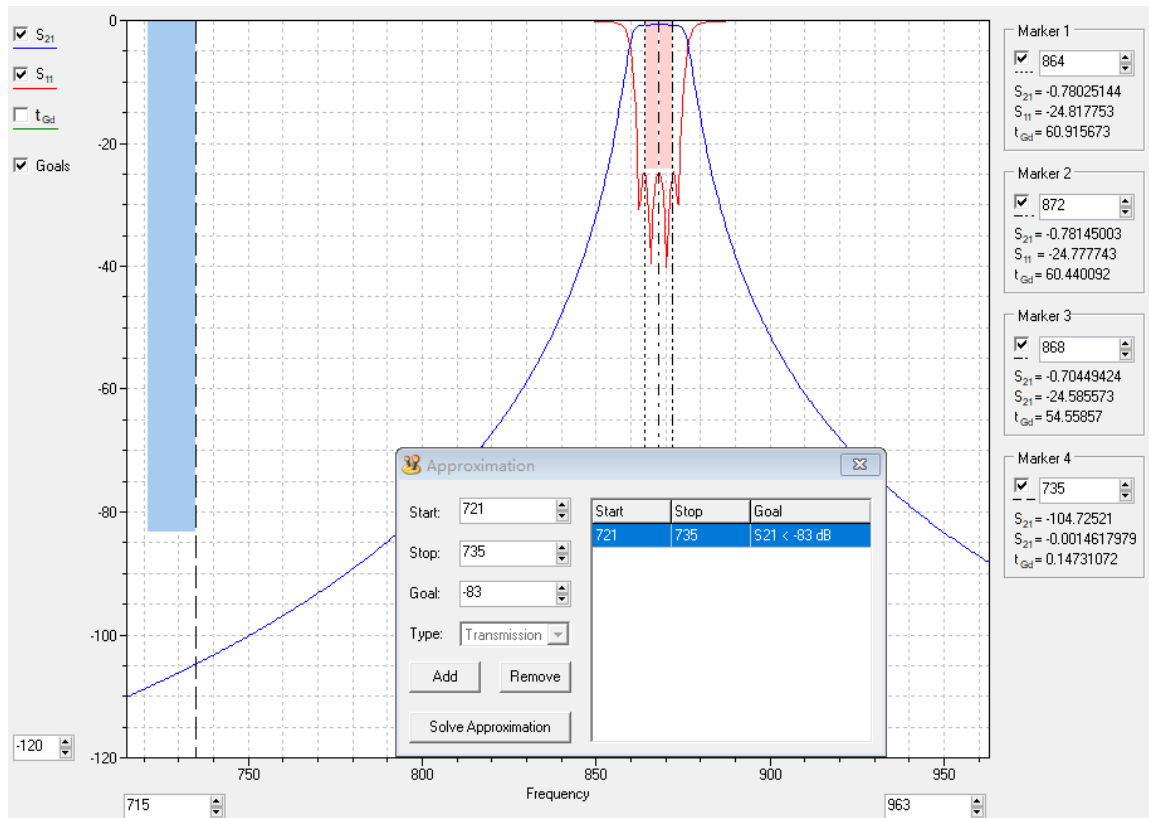 S21
S11
tGd
Goals
0
-20
-40
-60
-80
-100
-120
-120
750
800
850
900
950
Frequency
715
963
Approximation
Start:
721
Stop:
735
Goal:
-83
Type:
Transmission
Add
Remove
Solve Approximation
Start Stop Goal
721 735 S21 < -83 dB
Marker 1
864
S21 = -0.78025144
S11 = -24.817753
tGd = 60.915673
Marker 2
872
S21 = -0.78145003
S11 = -24.777743
tGd = 60.440092
Marker 3
868
S21 = -0.70449424
S21 = -24.585573
tGd = 54.55857
Marker 4
735
S21 = -104.72521
S21 = -0.0014617979
tGd = 0.14731072